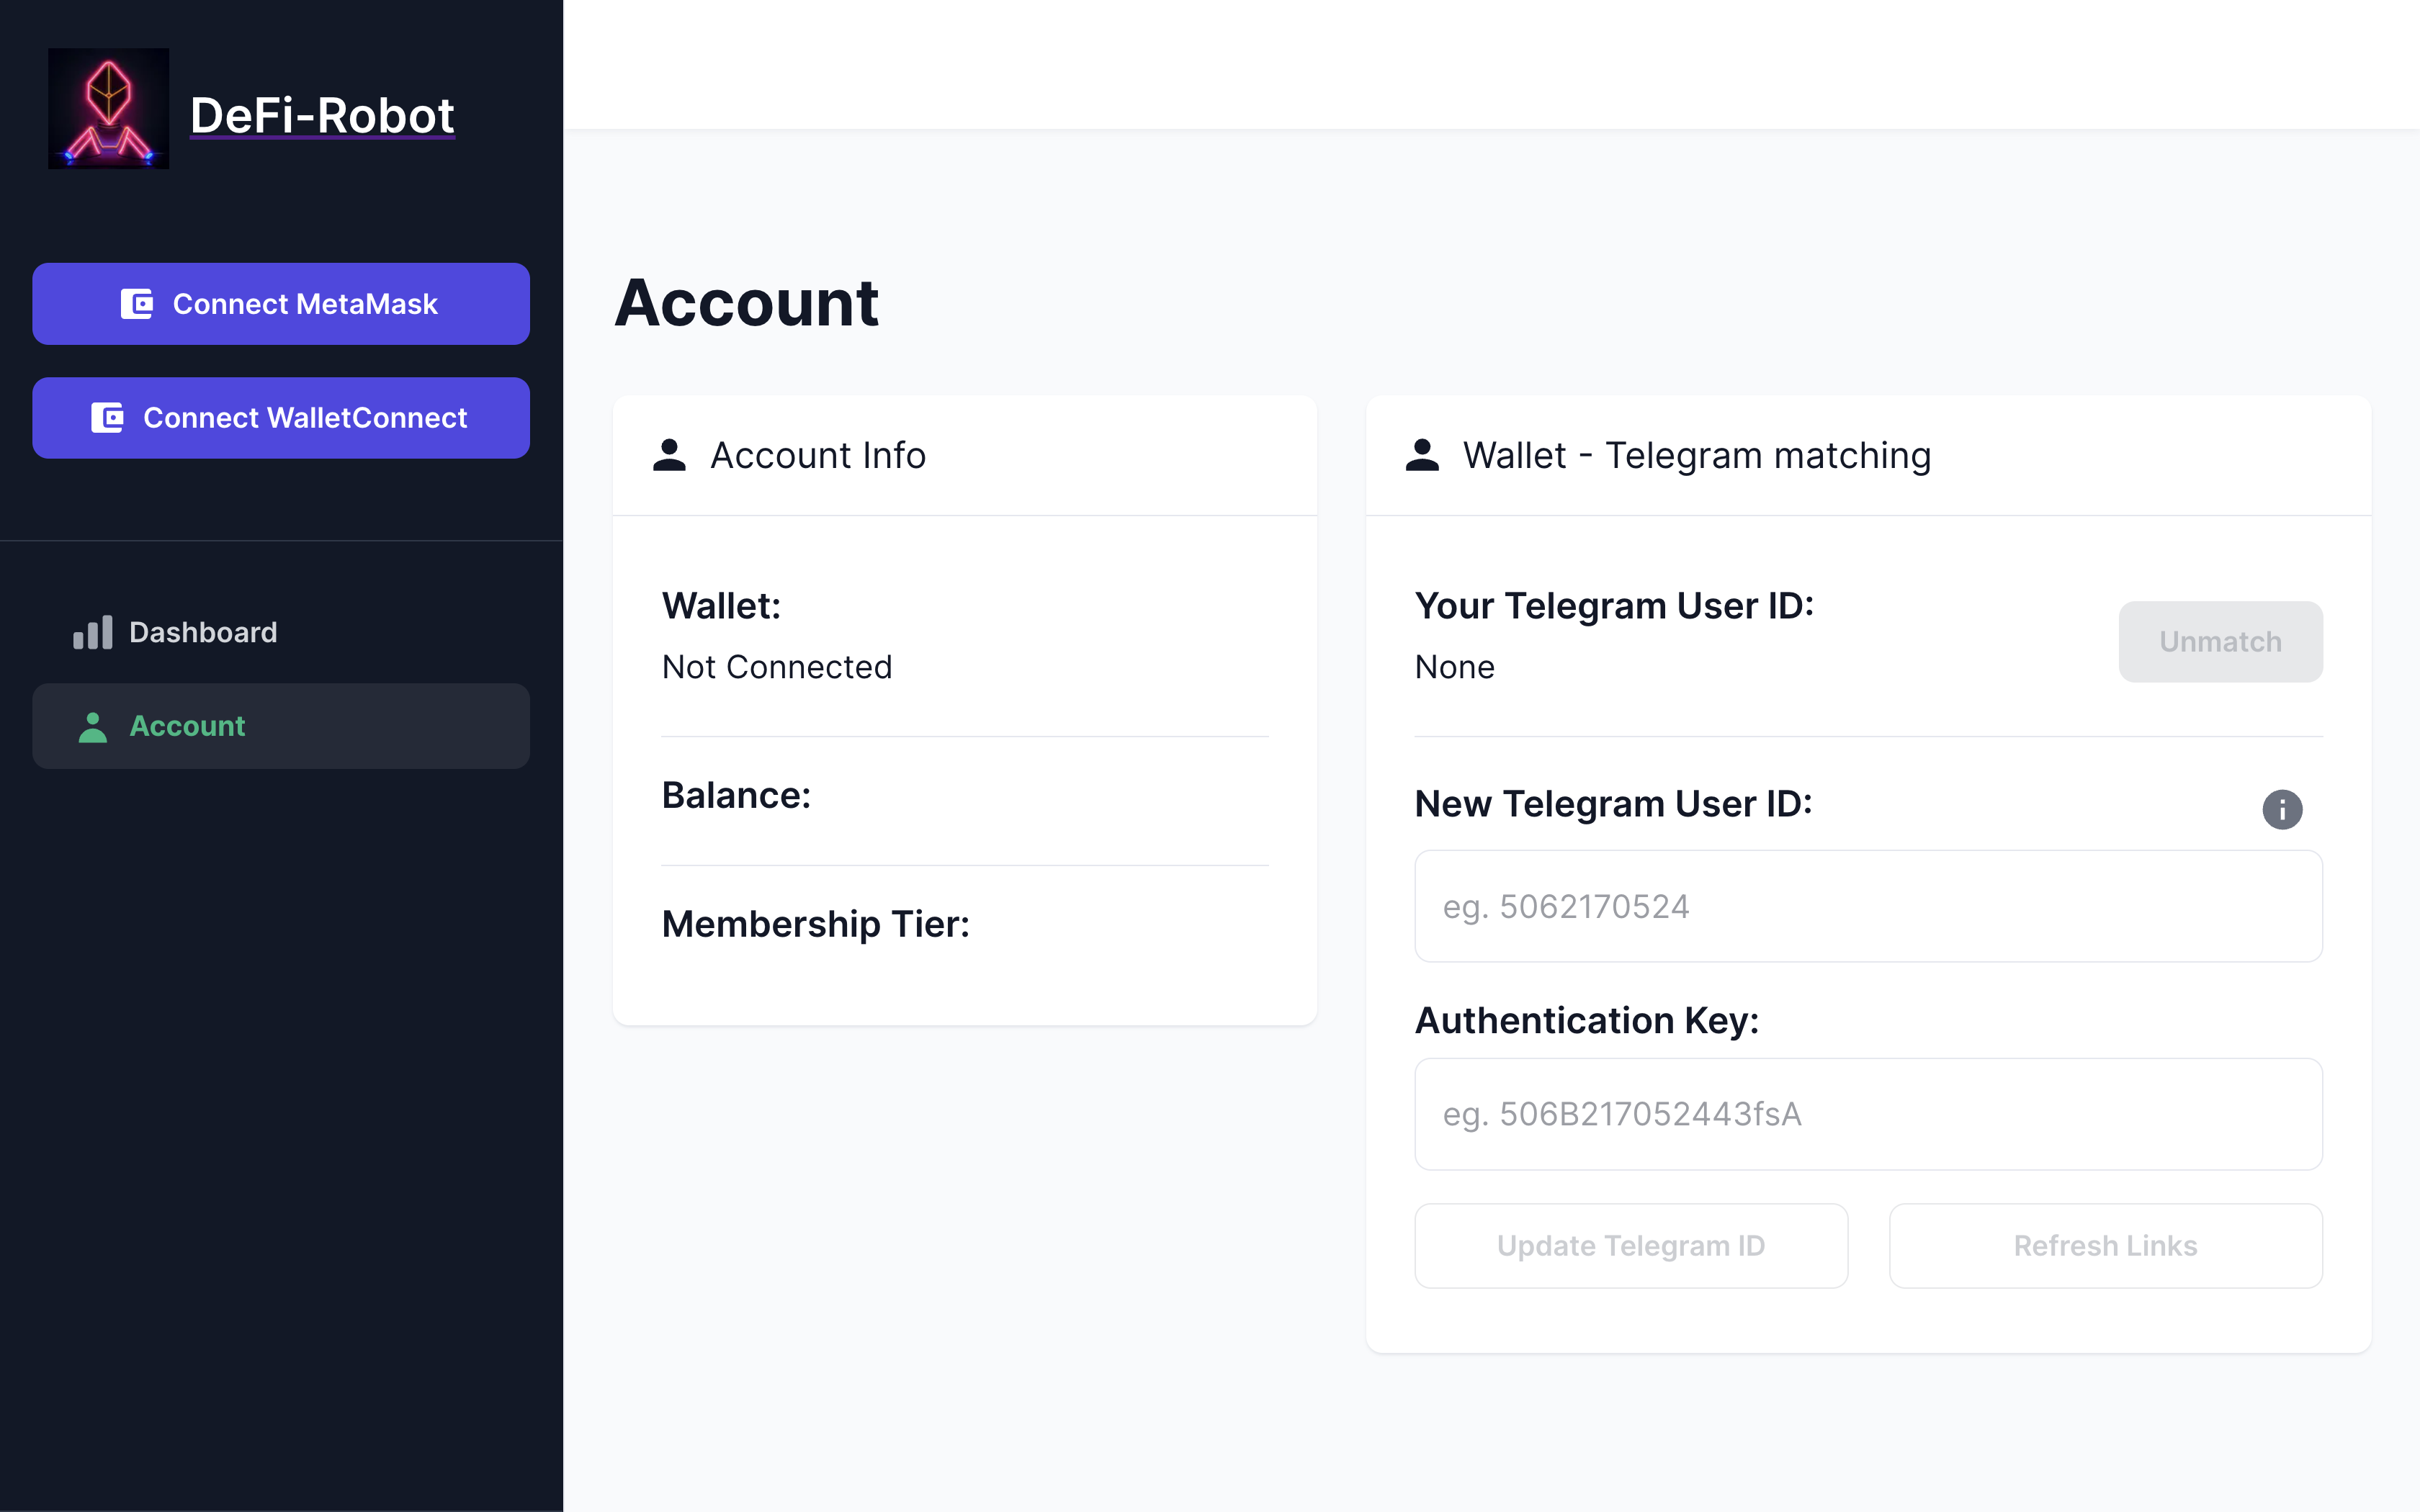 DeFi-Robot
Connect MetaMask
Connect WalletConnect
Dashboard
Account
Account
Account Info
Wallet:
Not Connected
Balance:
Membership Tier:
Wallet - Telegram matching
Your Telegram User ID:
None
Unmatch
New Telegram User ID:
eg. 5062170524
Authentication Key:
eg. 506B217052443fsA
Update Telegram ID
Refresh Links